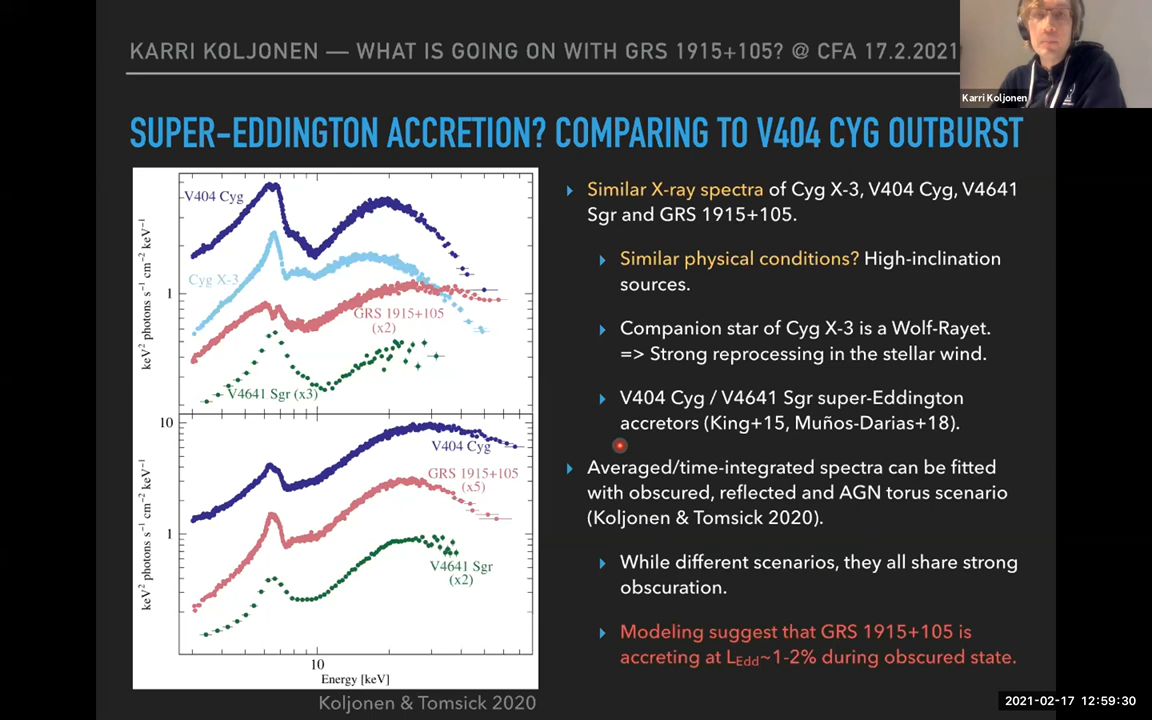 KARRI KOLJONEN — WHAT IS GOING ON WITH GRS 1915+105? @ CFA 17.2.2021
Karri Koljonen
SUPER-EDDINGTON ACCRETION? COMPARING TO V404 CYG OUTBURST
V404 Cyg
Cyg X-3
GRS 1915+105
(x2)
V4641 Sgr (x3)
1
keV² photons s⁻¹ cm⁻² keV⁻¹
10
V404 Cyg
GRS 1915+105
(x5)
1
V4641 Sgr
(x2)
keV² photons s⁻¹ cm⁻² keV⁻¹
10
Energy [keV]
Koljonen & Tomsick 2020
Similar X-ray spectra of Cyg X-3, V404 Cyg, V4641
Sgr and GRS 1915+105.
Similar physical conditions? High-inclination
sources.
Companion star of Cyg X-3 is a Wolf-Rayet.
=> Strong reprocessing in the stellar wind.
V404 Cyg / V4641 Sgr super-Eddington
accretors (King+15, Muños-Darias+18).
Averaged/time-integrated spectra can be fitted
with obscured, reflected and AGN torus scenario
(Koljonen & Tomsick 2020).
While different scenarios, they all share strong
obscuration.
Modeling suggest that GRS 1915+105 is
accreting at LEdd~1-2% during obscured state.
2021-02-17 12:59:30